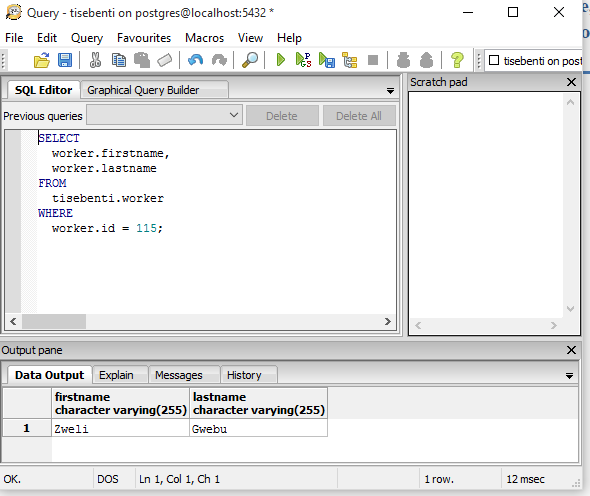 Query - tisebenti on postgres@localhost:5432 *
File Edit Query Favourites Macros View Help
tisebenti on post
SQL Editor Graphical Query Builder
Scratch pad
Previous queries Delete Delete All
SELECT
worker.firstname,
worker.lastname
FROM
tisebenti.worker
WHERE
worker.id = 115;
Output pane
Data Output Explain Messages History
firstname lastname
character varying(255) character varying(255)
1 Zweli Gwebu
OK. DOS Ln 1, Col 1, Ch 1 1 row. 12 msec